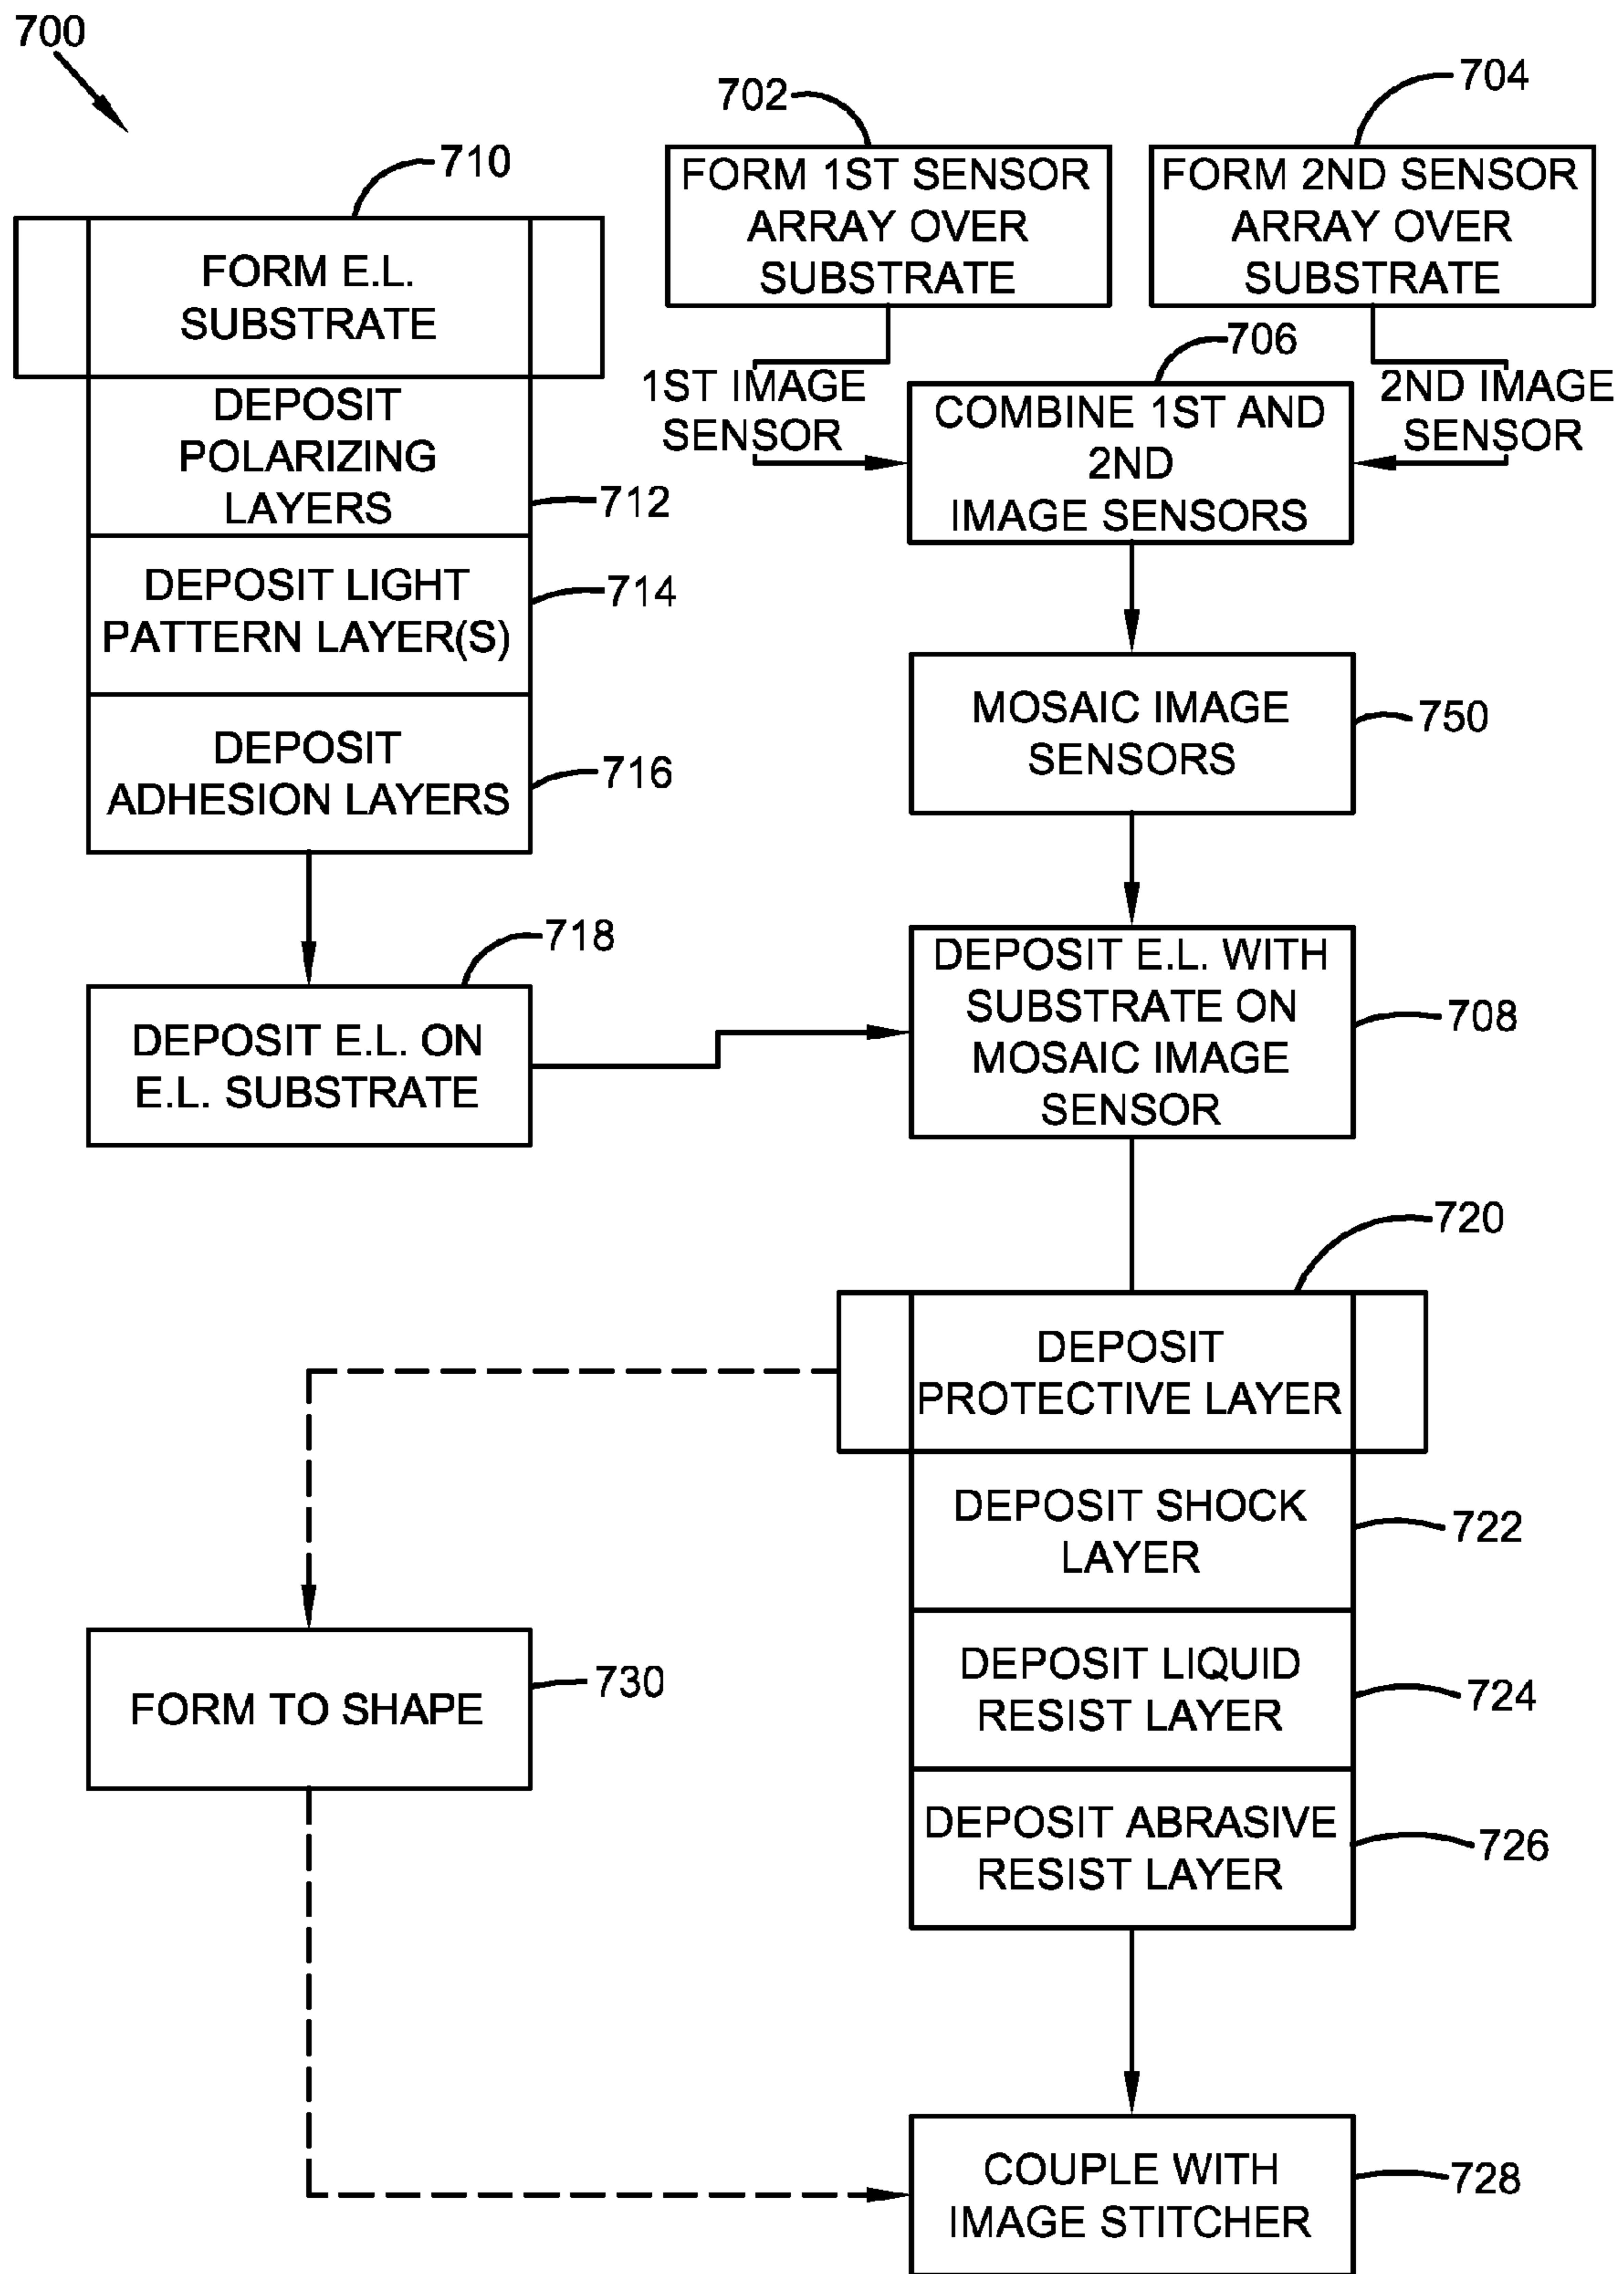 700
710
FORM E.L.
SUBSTRATE
DEPOSIT
POLARIZING
LAYERS
712
DEPOSIT LIGHT
PATTERN LAYER(S)
714
DEPOSIT
ADHESION LAYERS
716
718
DEPOSIT E.L. ON
E.L. SUBSTRATE
702
FORM 1ST SENSOR
ARRAY OVER
SUBSTRATE
704
FORM 2ND SENSOR
ARRAY OVER
SUBSTRATE
1ST IMAGE
SENSOR
706
COMBINE 1ST AND
2ND
IMAGE SENSORS
2ND IMAGE
SENSOR
MOSAIC IMAGE
SENSORS
750
DEPOSIT E.L. WITH
SUBSTRATE ON
MOSAIC IMAGE
SENSOR
708
720
DEPOSIT
PROTECTIVE LAYER
DEPOSIT SHOCK
LAYER
722
DEPOSIT LIQUID
RESIST LAYER
724
DEPOSIT ABRASIVE
RESIST LAYER
726
FORM TO SHAPE
730
COUPLE WITH
IMAGE STITCHER
728